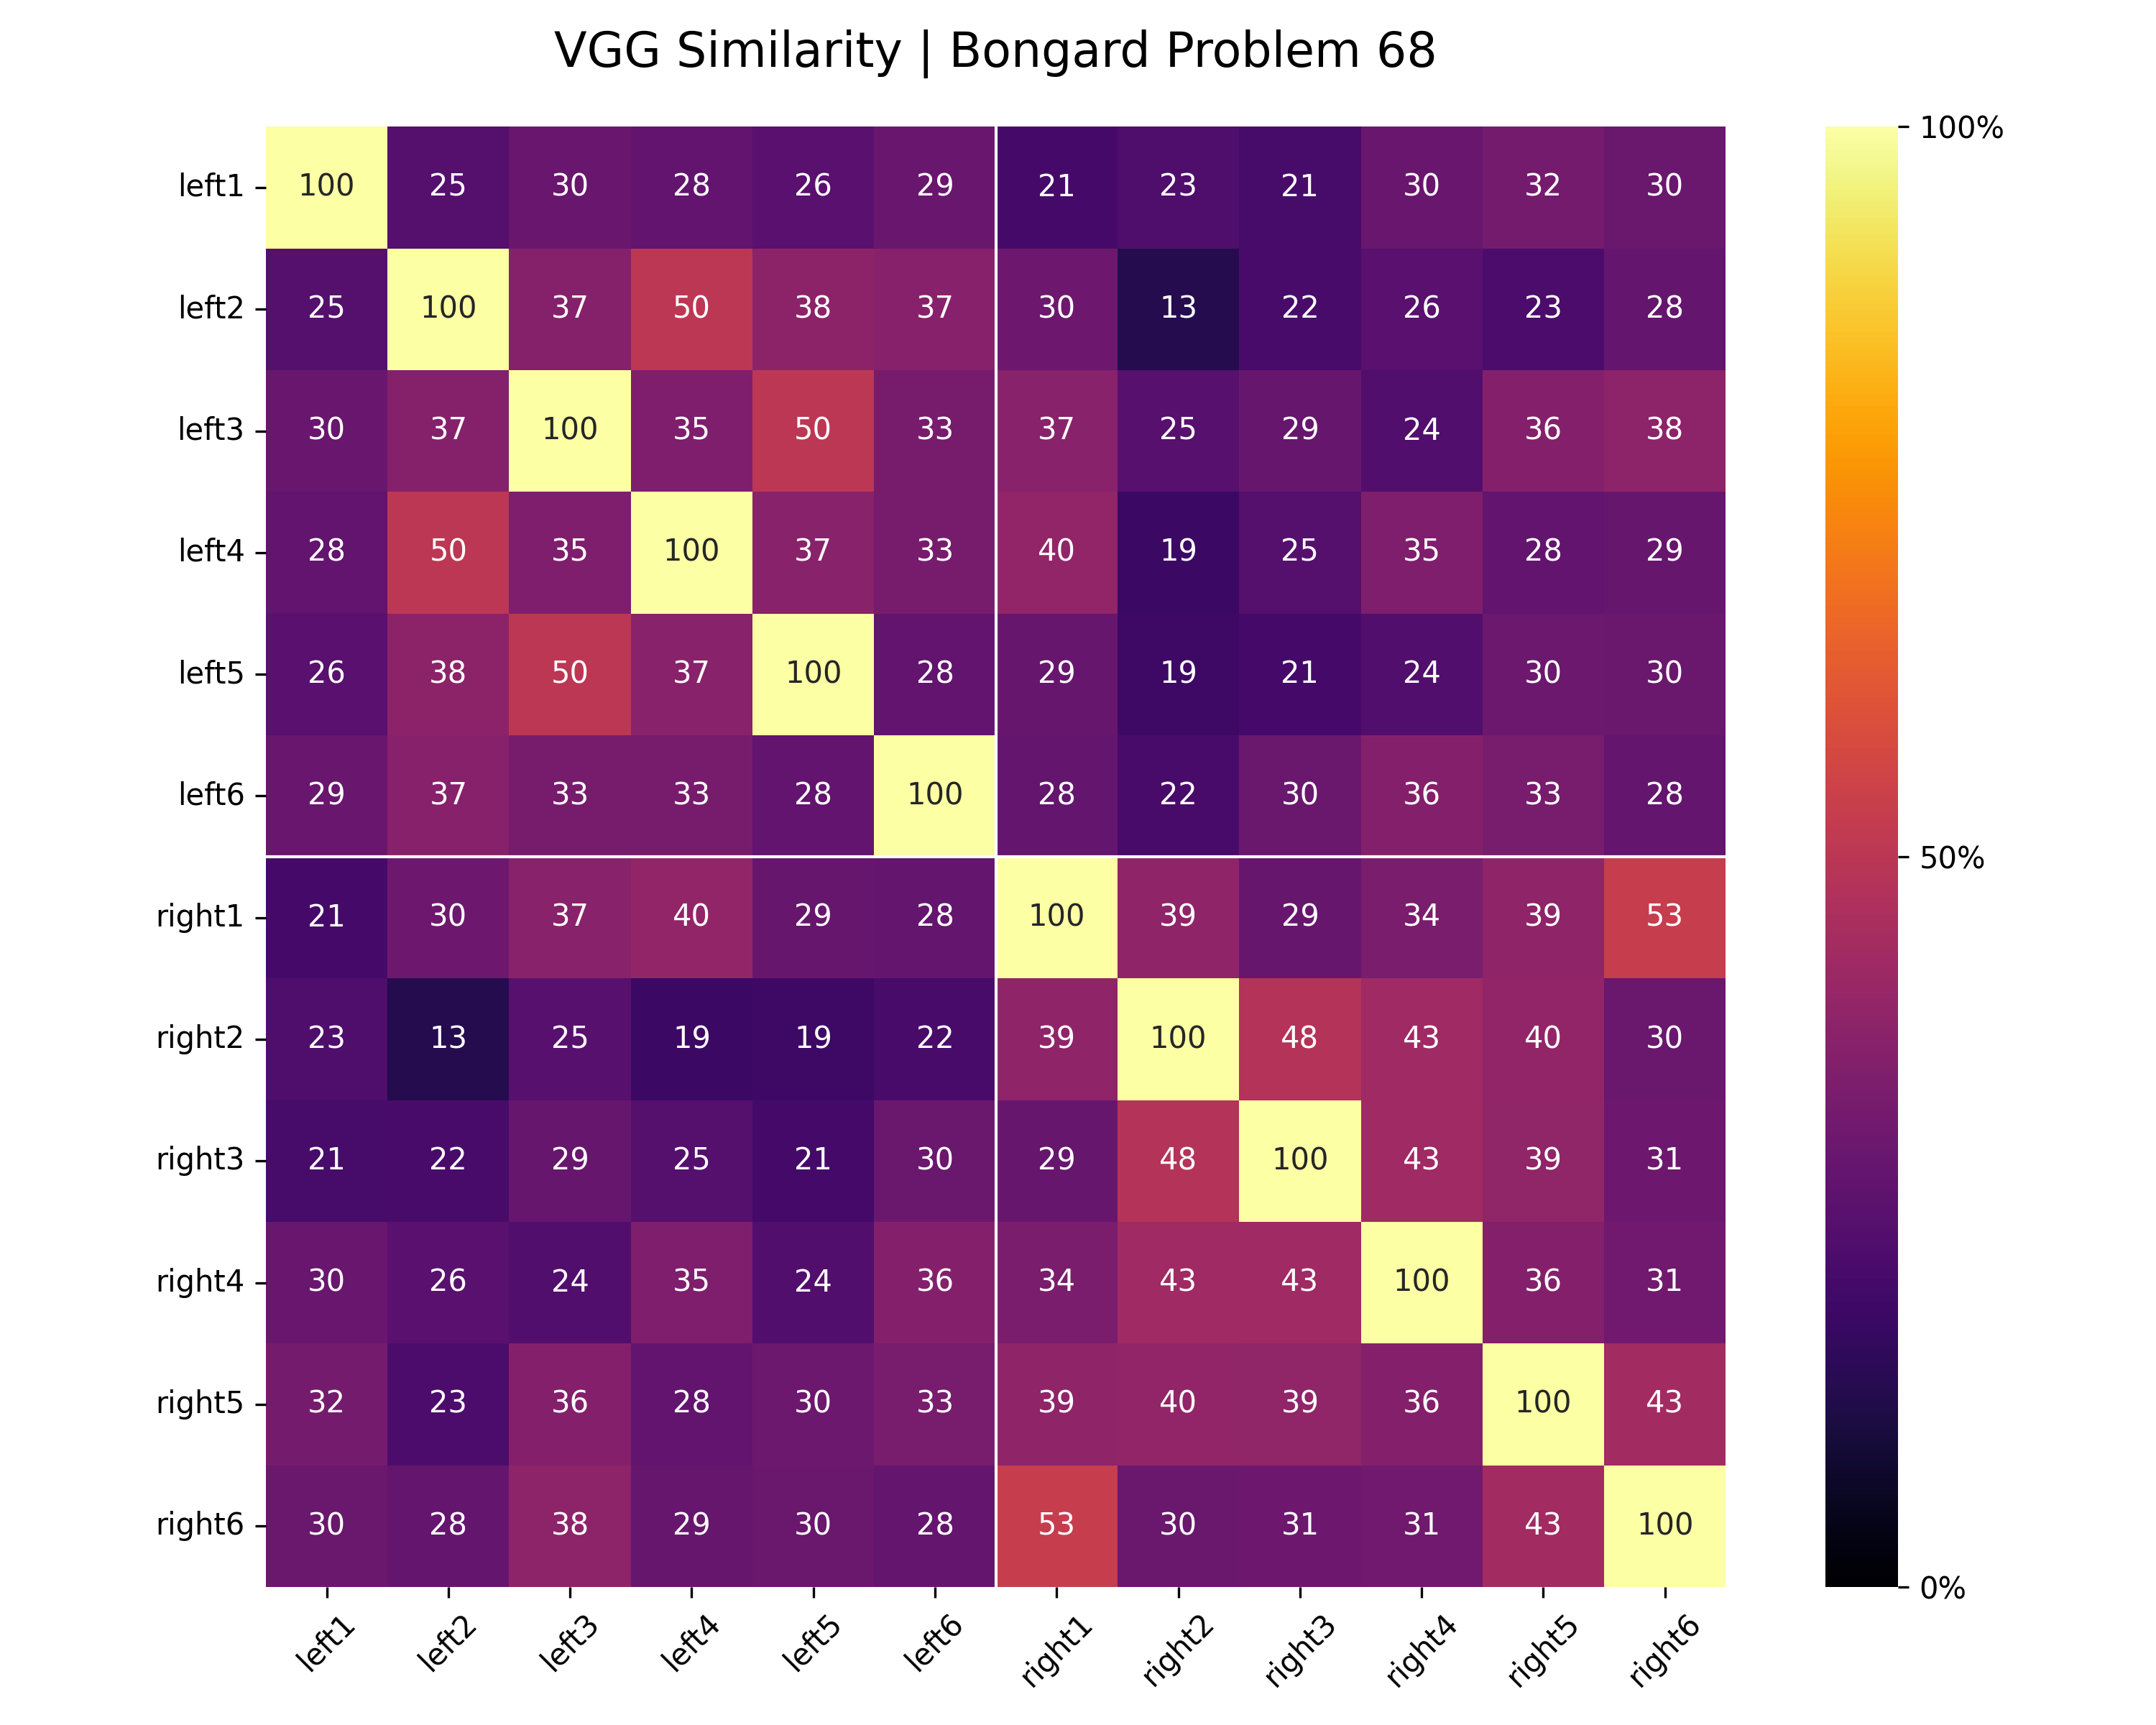 VGG Similarity | Bongard Problem 68
left1 100 25 30 28 26 29 21 23 21 30 32 30
left2 25 100 37 50 38 37 30 13 22 26 23 28
left3 30 37 100 35 50 33 37 25 29 24 36 38
left4 28 50 35 100 37 33 40 19 25 35 28 29
left5 26 38 50 37 100 28 29 19 21 24 30 30
left6 29 37 33 33 28 100 28 22 30 36 33 28
right1 21 30 37 40 29 28 100 39 29 34 39 53
right2 23 13 25 19 19 22 39 100 48 43 40 30
right3 21 22 29 25 21 30 29 48 100 43 39 31
right4 30 26 24 35 24 36 34 43 43 100 36 31
right5 32 23 36 28 30 33 39 40 39 36 100 43
right6 30 28 38 29 30 28 53 30 31 31 43 100
left1 left2 left3 left4 left5 left6 right1 right2 right3 right4 right5 right6
100%
50%
0%